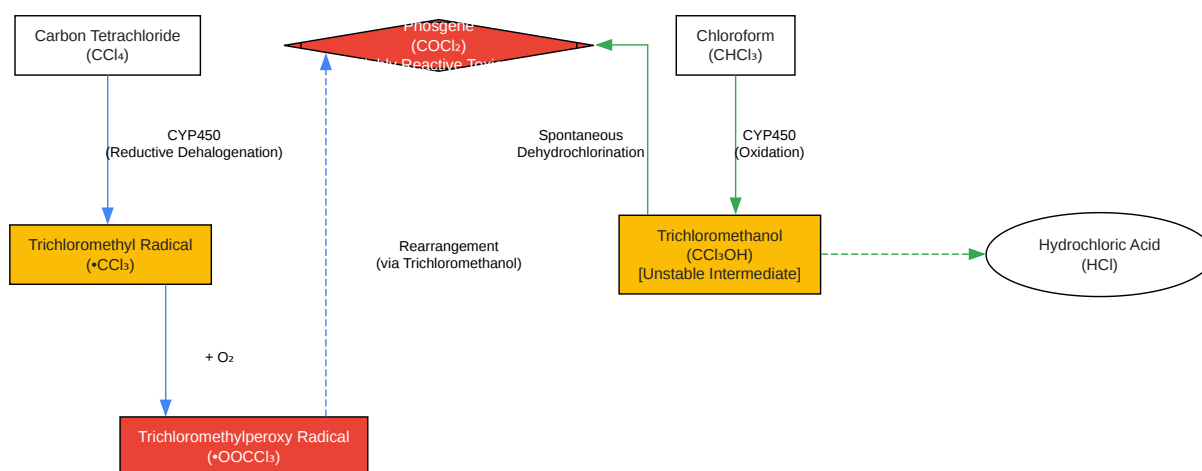 Carbon Tetrachloride
(CCl₄)
Phosgene
(COCl₂)
Reactive
Chloroform
(CHCl₃)
CYP450
(Reductive Dehalogenation)
Spontaneous
Dehydrochlorination
CYP450
(Oxidation)
Trichloromethyl Radical
(•CCl₃)
Rearrangement
(via Trichloromethanol)
Trichloromethanol
(CCl₃OH)
[Unstable Intermediate]
Hydrochloric Acid
(HCl)
+ O₂
Trichloromethylperoxy Radical
(•OOCCl₃)